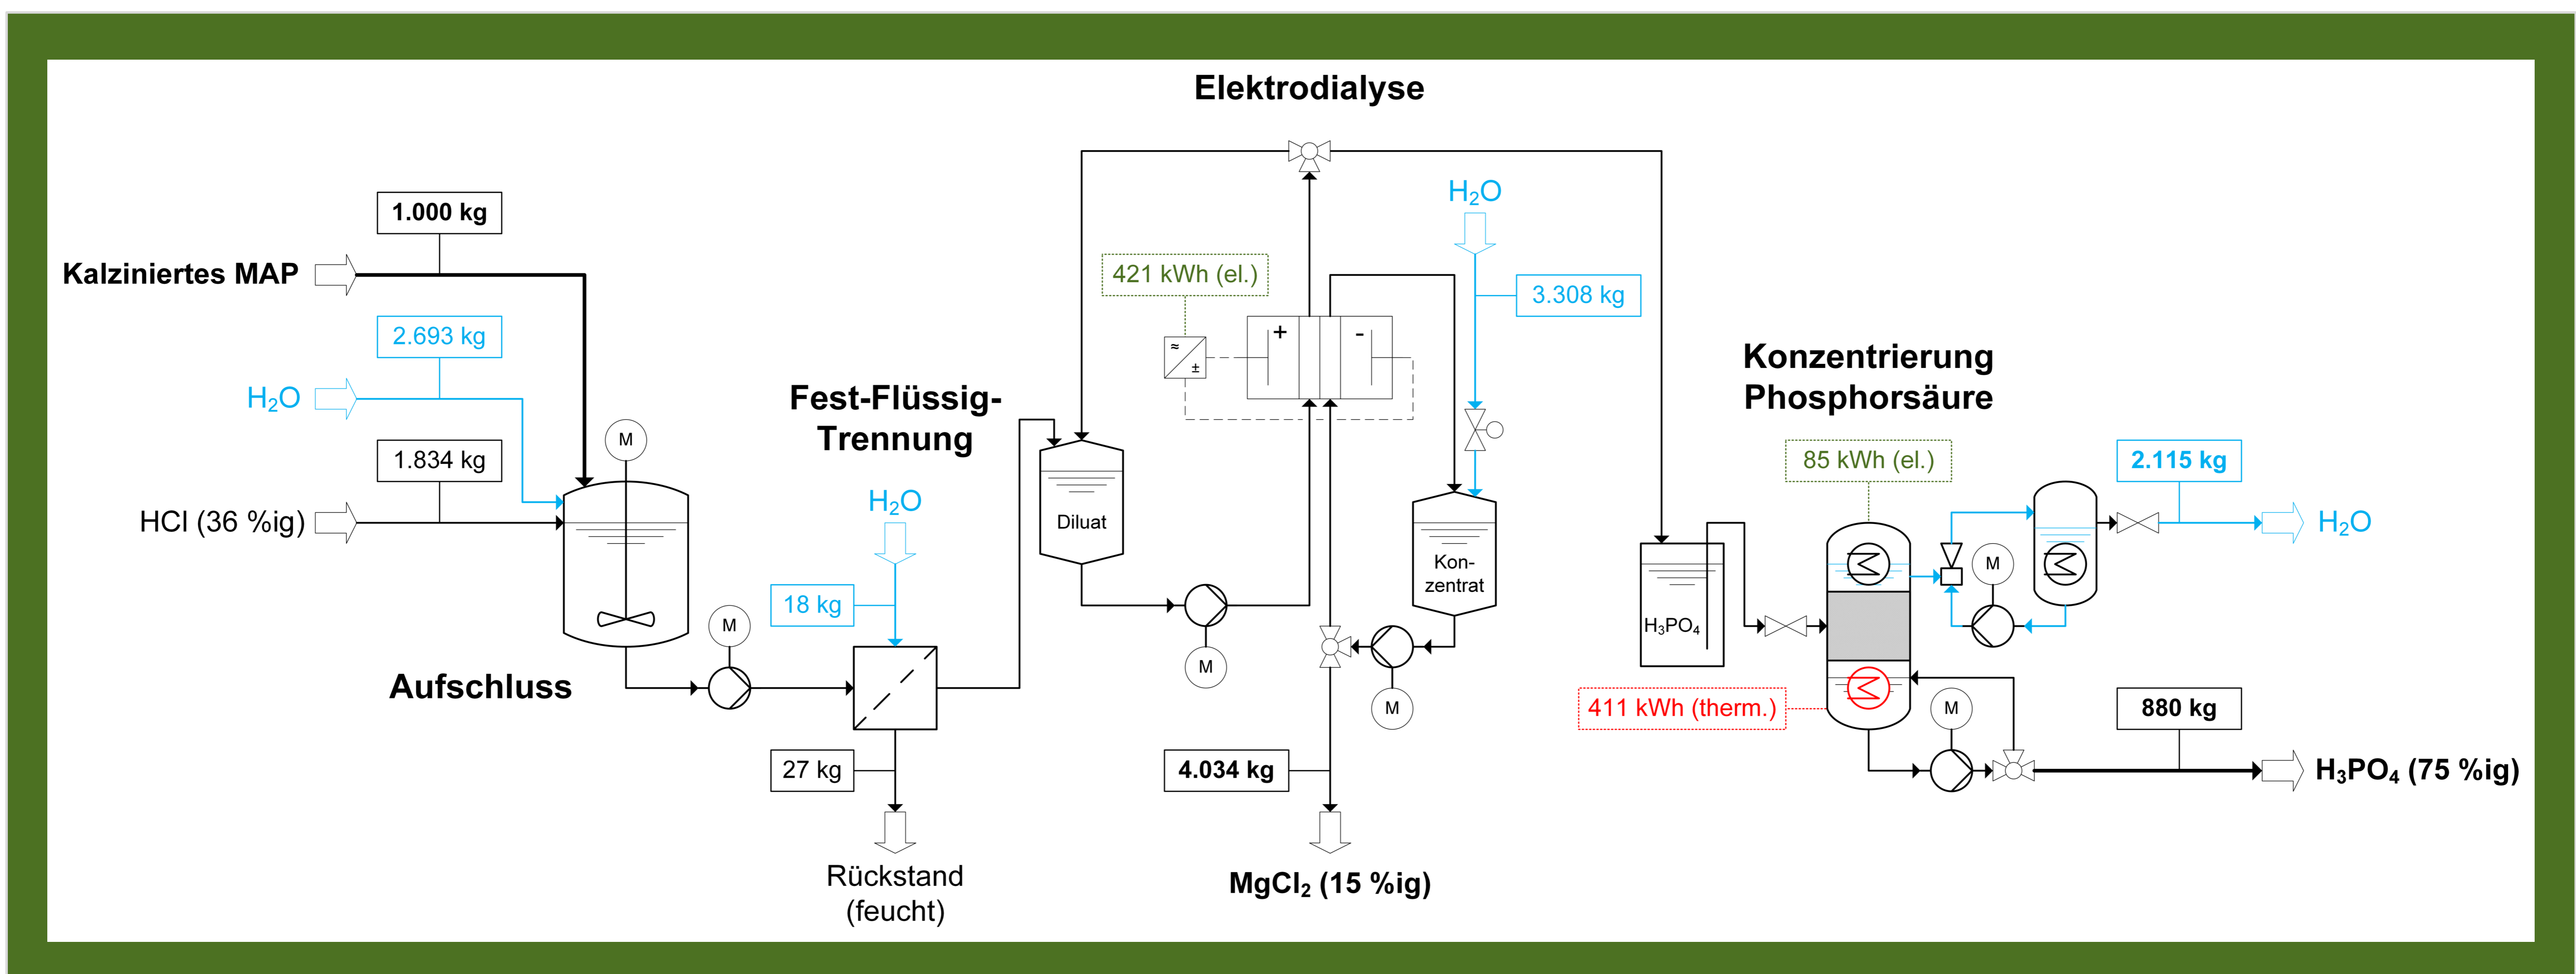 Elektrodialyse
1.000 kg
Kalziniertes MAP
2.693 kg
H₂O
1.834 kg
HCl (36 %ig)
M
Aufschluss
M
Fest-Flüssig-
Trennung
H₂O
18 kg
27 kg
Rückstand
(feucht)
Diluat
M
421 kWh (el.)
≈
±
+
-
H₂O
3.308 kg
Kon-
zentrat
M
4.034 kg
MgCl₂ (15 %ig)
H₃PO₄
Konzentrierung
Phosphorsäure
85 kWh (el.)
411 kWh (therm.)
M
2.115 kg
H₂O
M
880 kg
H₃PO₄ (75 %ig)